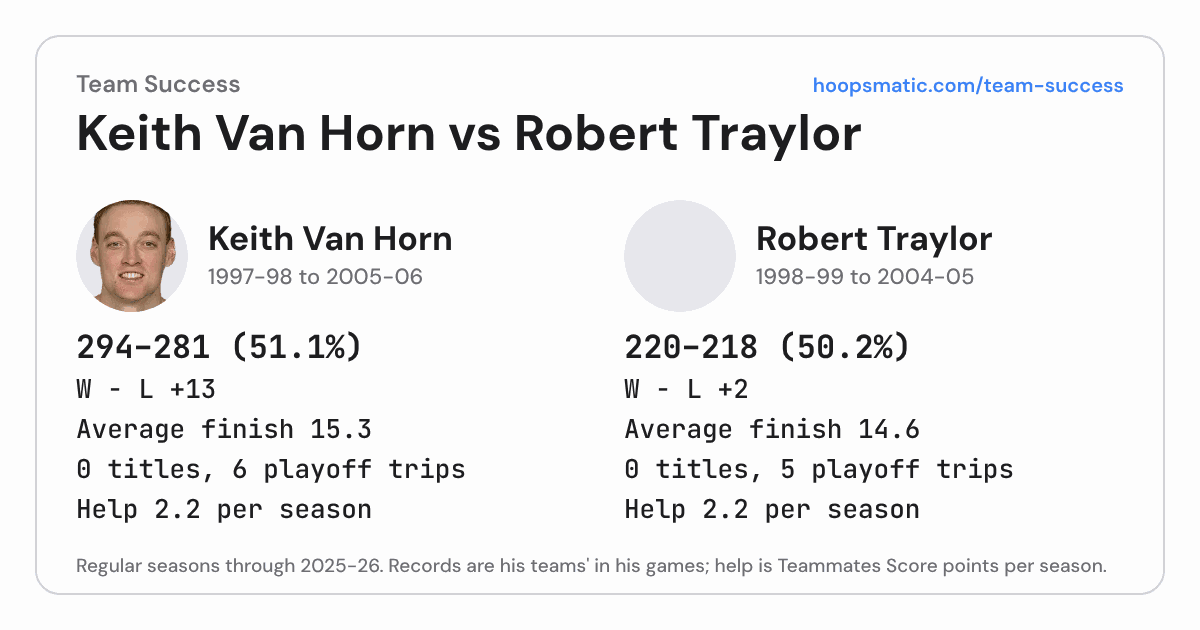 Team Success
hoopsmatic.com/team-success
Keith Van Horn vs Robert Traylor
Keith Van Horn
1997-98 to 2005-06
294-281 (51.1%)
W - L +13
Average finish 15.3
0 titles, 6 playoff trips
Help 2.2 per season
Robert Traylor
1998-99 to 2004-05
220-218 (50.2%)
W - L +2
Average finish 14.6
0 titles, 5 playoff trips
Help 2.2 per season
Regular seasons through 2025-26. Records are his teams' in his games; help is Teammates Score points per season.